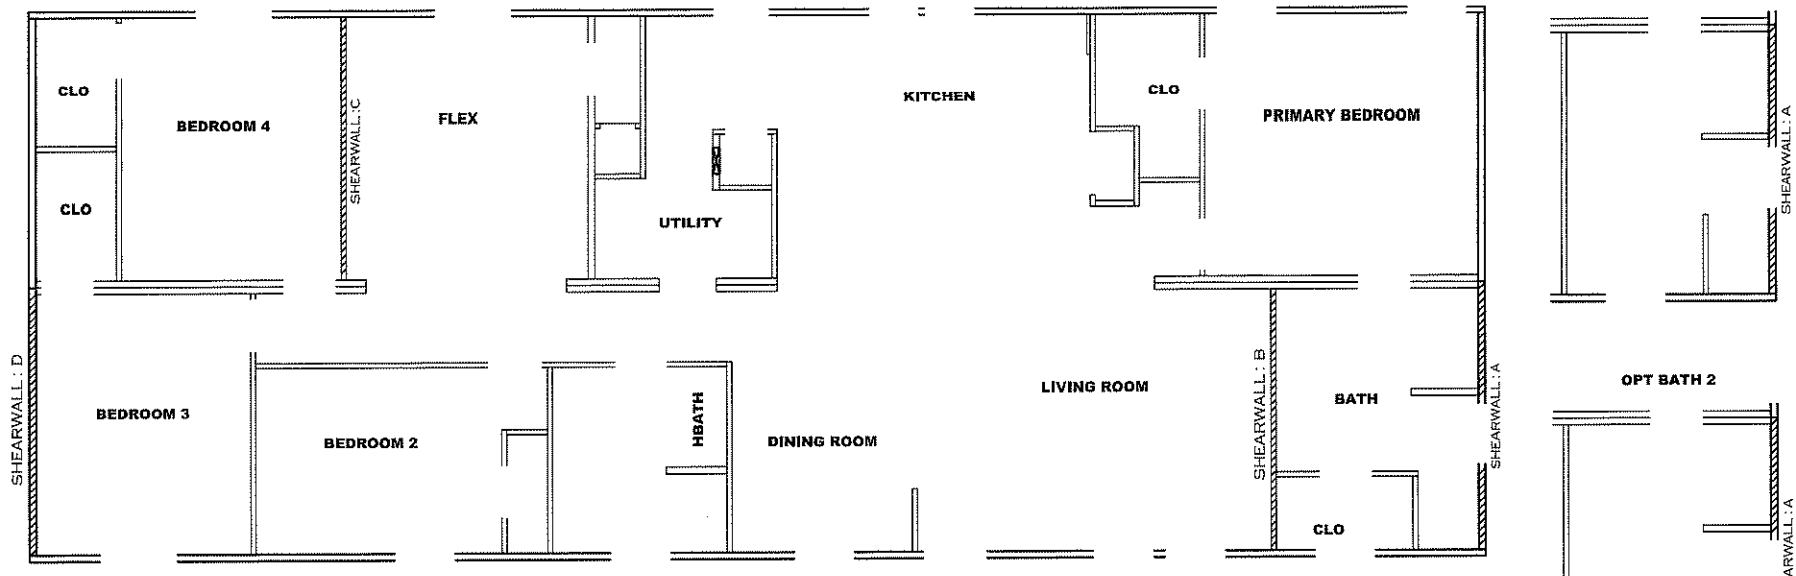 CLO
BEDROOM 4
SHEARWALL :C
FLEX
KITCHEN
CLO
PRIMARY BEDROOM
SHEARWALL : A
CLO
UTILITY
SHEARWALL : D
BEDROOM 3
BEDROOM 2
HBATH
DINING ROOM
LIVING ROOM
SHEARWALL : B
BATH
SHEARWALL : A
CLO
OPT BATH 2
ARWALL : A